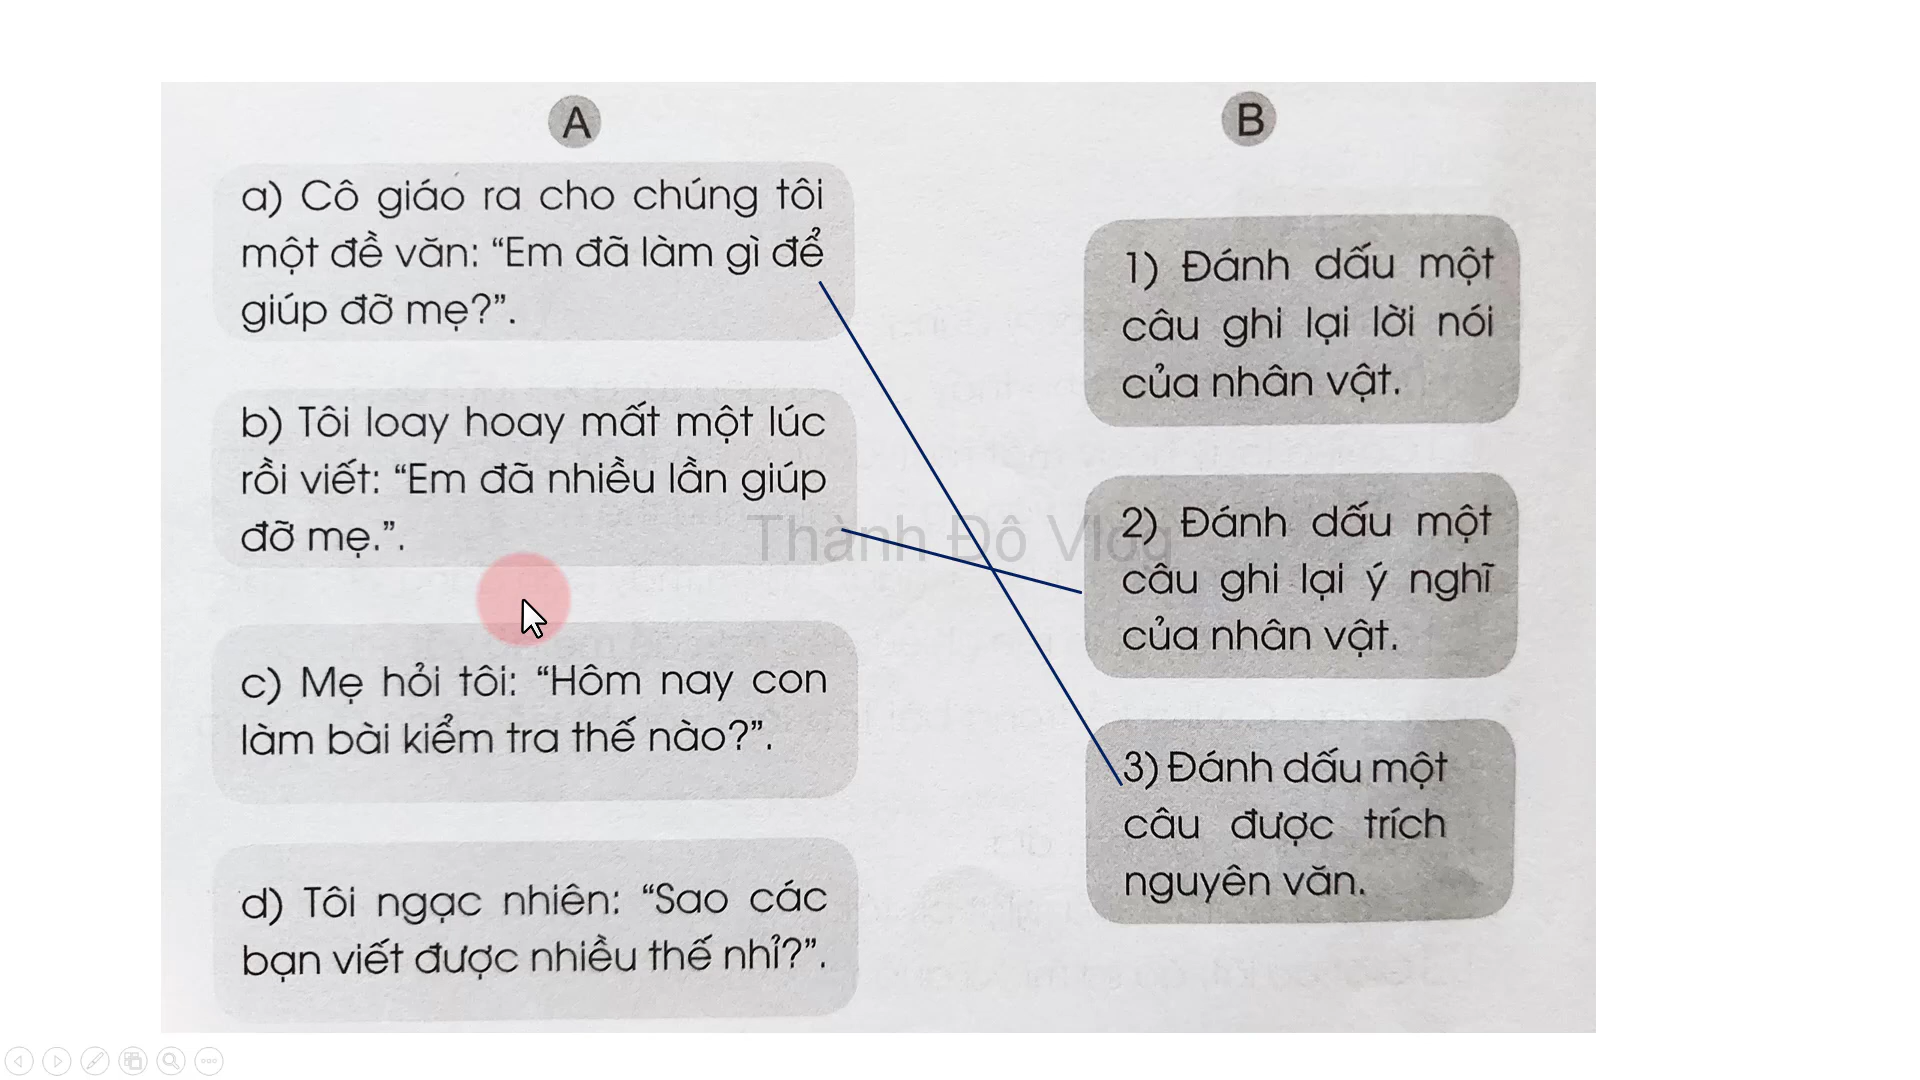 A
a) Cô giáo ra cho chúng tôi
một đề văn: “Em đã làm gì để
giúp đỡ mẹ?”.
b) Tôi loay hoay mất một lúc
rồi viết: “Em đã nhiều lần giúp
đỡ mẹ.”.
c) Mẹ hỏi tôi: “Hôm nay con
làm bài kiểm tra thế nào?”.
d) Tôi ngạc nhiên: “Sao các
bạn viết được nhiều thế nhỉ?”.
B
1) Đánh dấu một
câu ghi lại lời nói
của nhân vật.
2) Đánh dấu một
câu ghi lại ý nghĩ
của nhân vật.
3) Đánh dấu một
câu được trích
nguyên văn.
Thành Đô Vlog